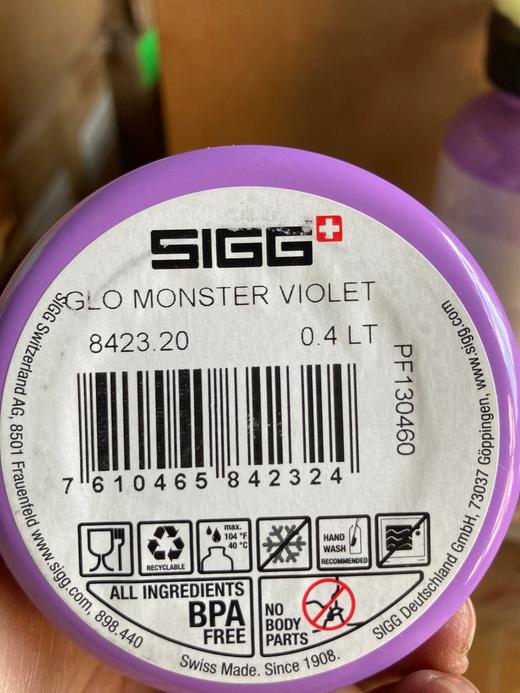 SIGG
GLO MONSTER VIOLET
8423.20 0.4 LT
PF130460
7 610465 842324
RECYCLABLE
max.
104 °F
40 °C
HAND
WASH
RECOMMENDED
ALL INGREDIENTS
BPA
FREE
NO
BODY
PARTS
SIGG Switzerland AG, 8501 Frauenfeld www.sigg.com, 898.440
Swiss Made. Since 1908.
SIGG Deutschland GmbH, 73037 Göppingen, www.sigg.com